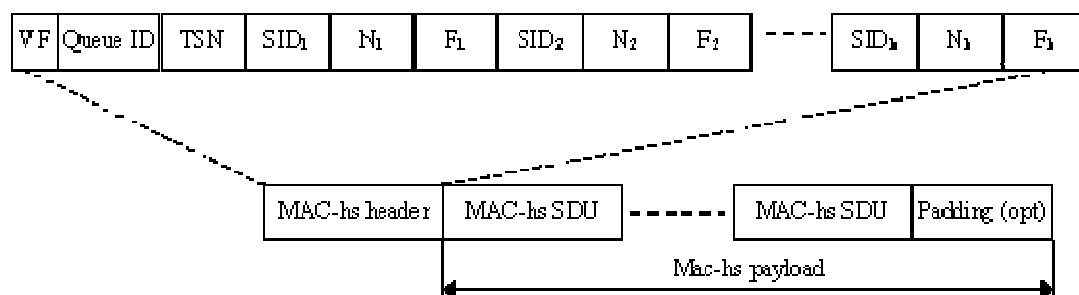 VF Queue ID TSN SID₁ N₁ F₁ SID₂ N₂ F₂ SIDₖ Nₖ Fₖ
MAC-hs header MAC-hs SDU MAC-hs SDU Padding (opt)
Mac-hs payload